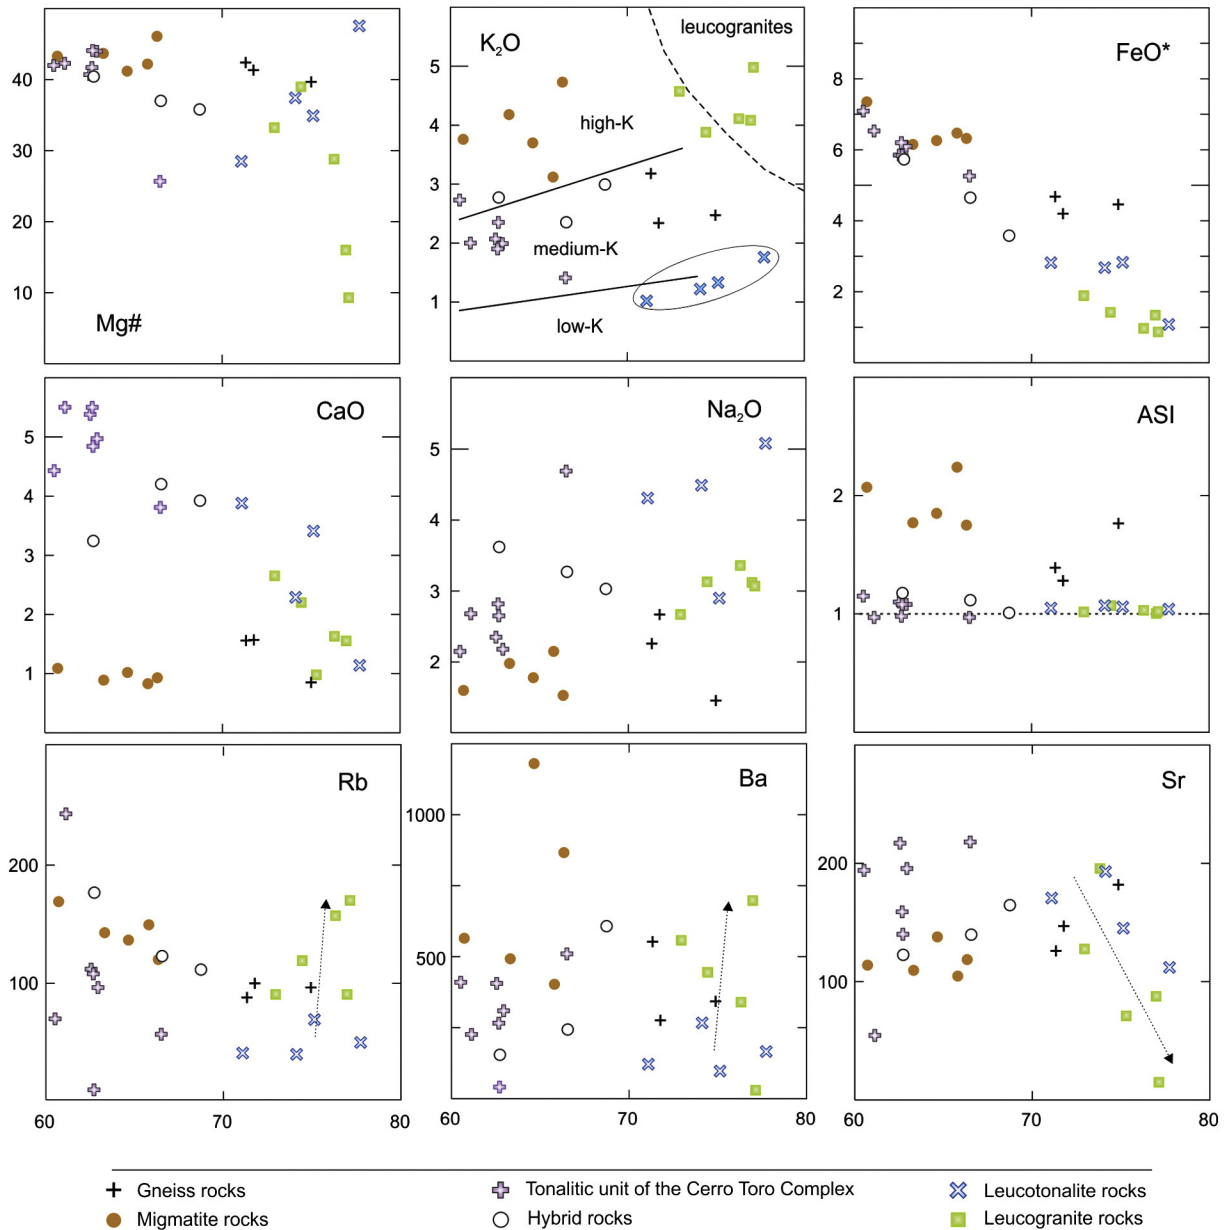 Mg#
40
30
20
10
K₂O
leucogranites
high-K
medium-K
low-K
5
4
3
2
1
FeO*
8
6
4
2
CaO
5
4
3
2
1
Na₂O
5
4
3
2
ASI
2
1
Rb
200
100
60
70
80
Ba
1000
500
60
70
80
Sr
200
100
60
70
80
Gneiss rocks
Tonalitic unit of the Cerro Toro Complex
Leucotonalite rocks
Migmatite rocks
Hybrid rocks
Leucogranite rocks